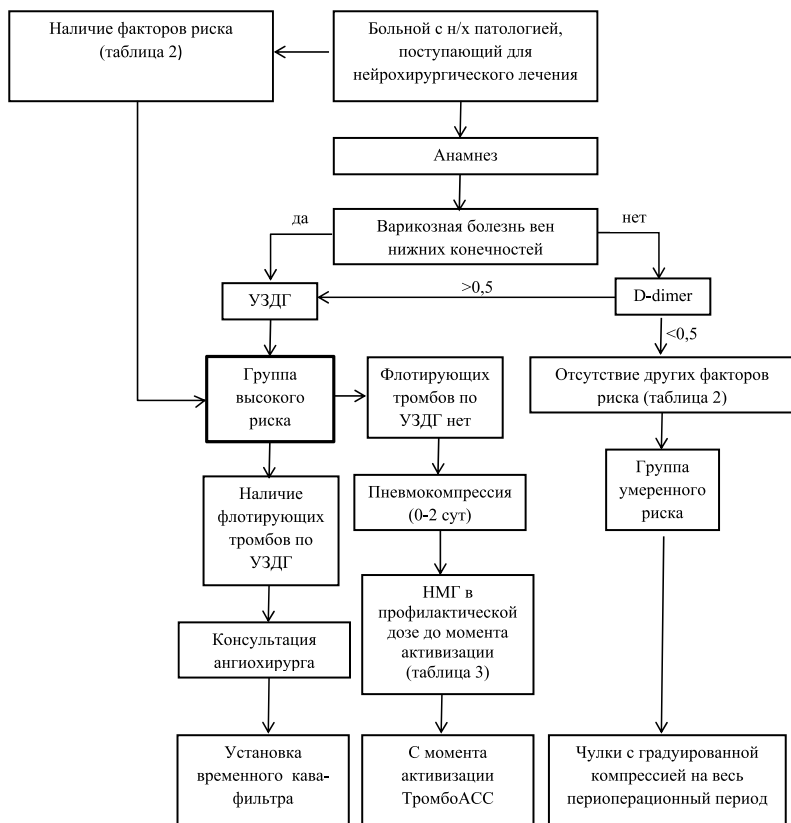 Наличие факторов риска
(таблица 2)
Больной с н/х патологией,
поступающий для
нейрохирургического лечения
Анамнез
Варикозная болезнь вен
нижних конечностей
да
нет
УЗДГ
>0,5
D-dimer
<0,5
Группа
высокого
риска
Флотирующих
тромбов по
УЗДГ нет
Отсутствие других факторов
риска (таблица 2)
Наличие
флотирующих
тромбов по
УЗДГ
Пневмокомпрессия
(0-2 сут)
Группа
умеренного
риска
Консультация
ангиохирурга
НМГ в
профилактической
дозе до момента
активизации
(таблица 3)
Установка
временного кава-
фильтра
С момента
активизации
ТромбоАСС
Чулки с градуированной
компрессией на весь
периоперационный период